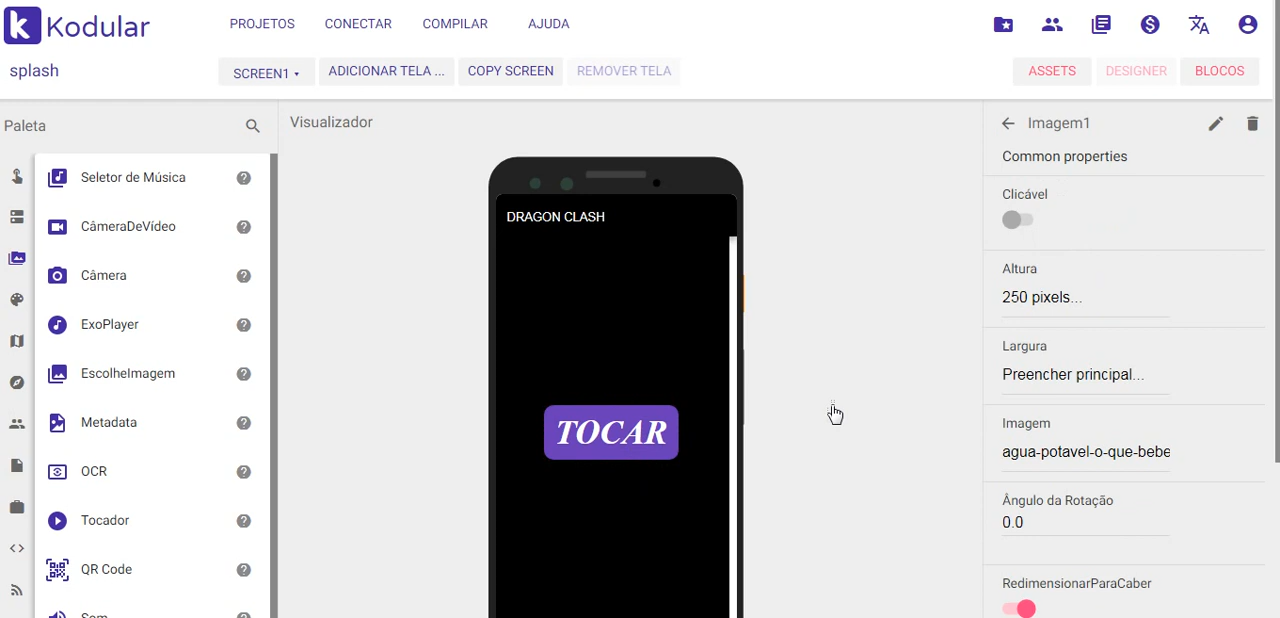 Kodular
PROJETOS
CONECTAR
COMPILAR
AJUDA
splash
SCREEN1
ADICIONAR TELA ...
COPY SCREEN
REMOVER TELA
ASSETS
DESIGNER
BLOCOS
Paleta
Seletor de Música
CâmeraDeVídeo
Câmera
ExoPlayer
EscolheImagem
Metadata
OCR
Tocador
QR Code
Som
Visualizador
DRAGON CLASH
TOCAR
Imagem1
Common properties
Clicável
Altura
250 pixels...
Largura
Preencher principal...
Imagem
agua-potavel-o-que-bebe
Ângulo da Rotação
0.0
RedimensionarParaCaber